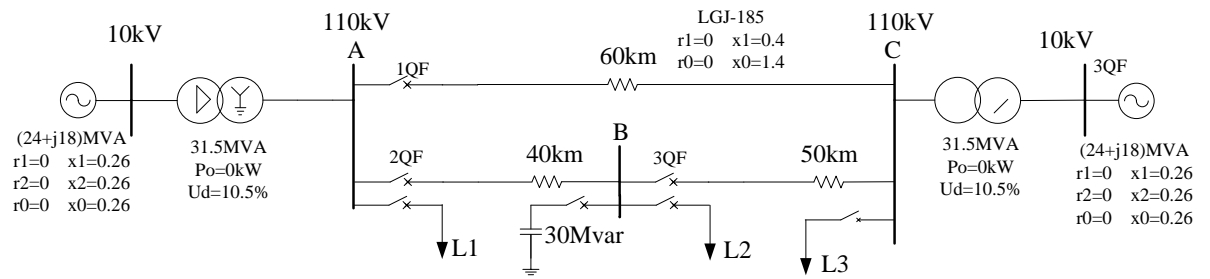 10kV
(24+j18)MVA
r1=0 x1=0.26
r2=0 x2=0.26
r0=0 x0=0.26
31.5MVA
Po=0kW
Ud=10.5%
110kV
A
1QF
60km
LGJ-185
r1=0 x1=0.4
r0=0 x0=1.4
2QF
40km
B
3QF
50km
L1
30Mvar
L2
L3
110kV
C
31.5MVA
Po=0kW
Ud=10.5%
10kV
3QF
(24+j18)MVA
r1=0 x1=0.26
r2=0 x2=0.26
r0=0 x0=0.26